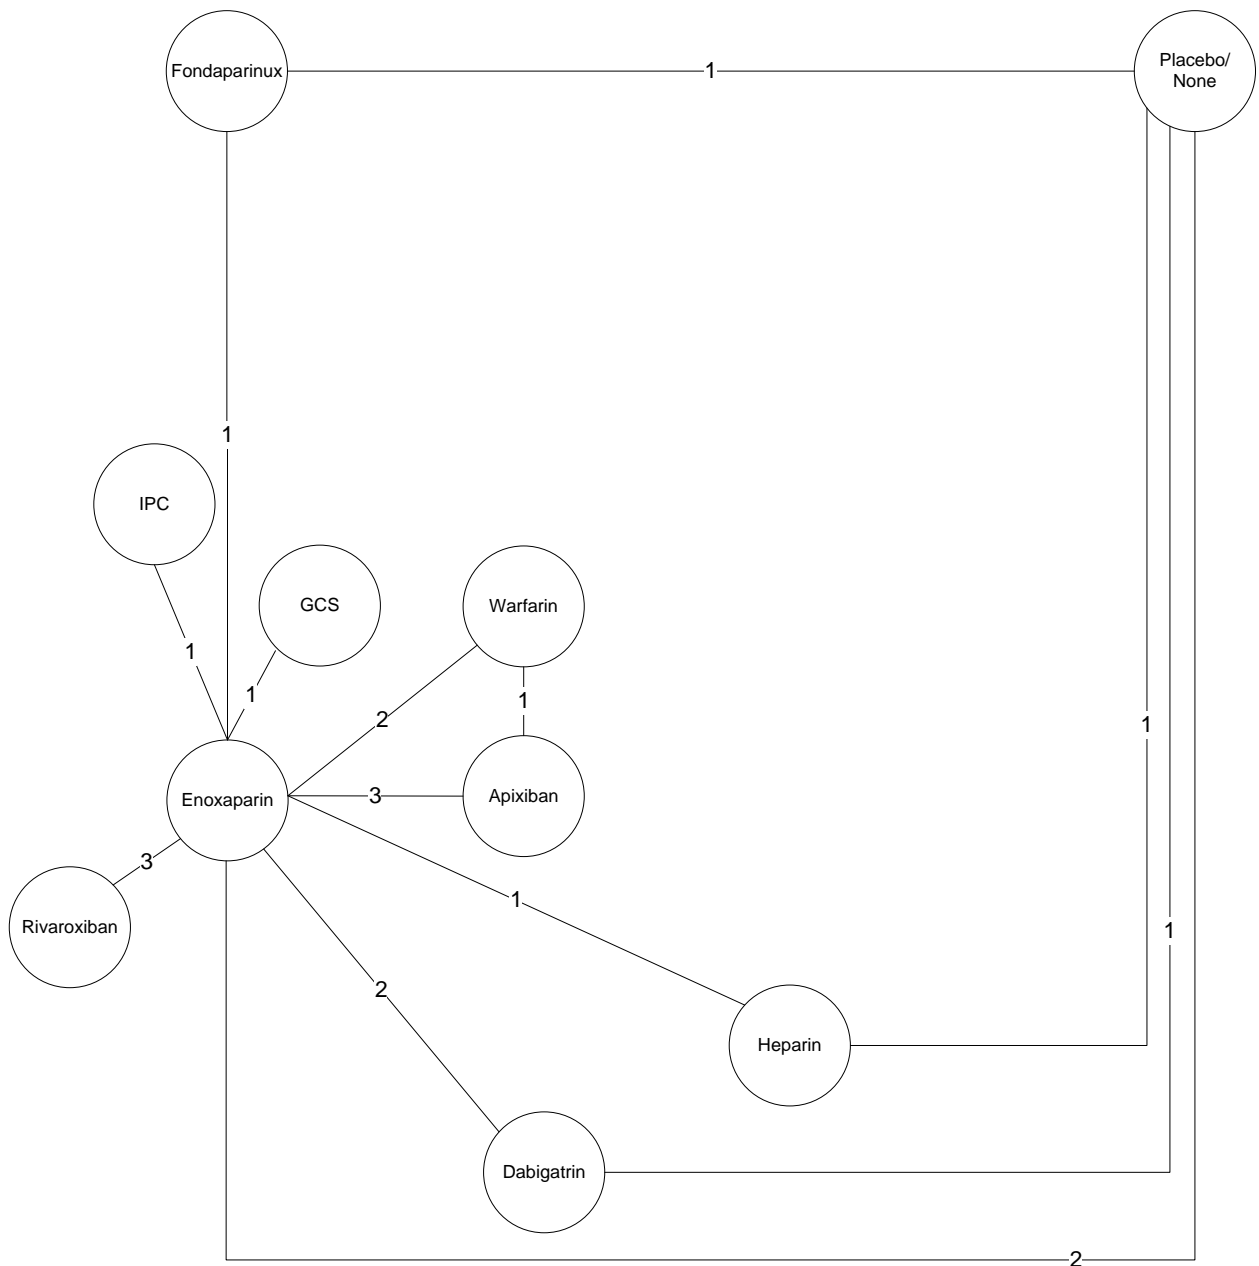 Fondaparinux
1
Placebo/
None
1
IPC
GCS
Warfarin
1
1
1
2
1
Enoxaparin
3
Apixiban
3
1
Rivaroxiban
1
2
Heparin
Dabigatrin
2